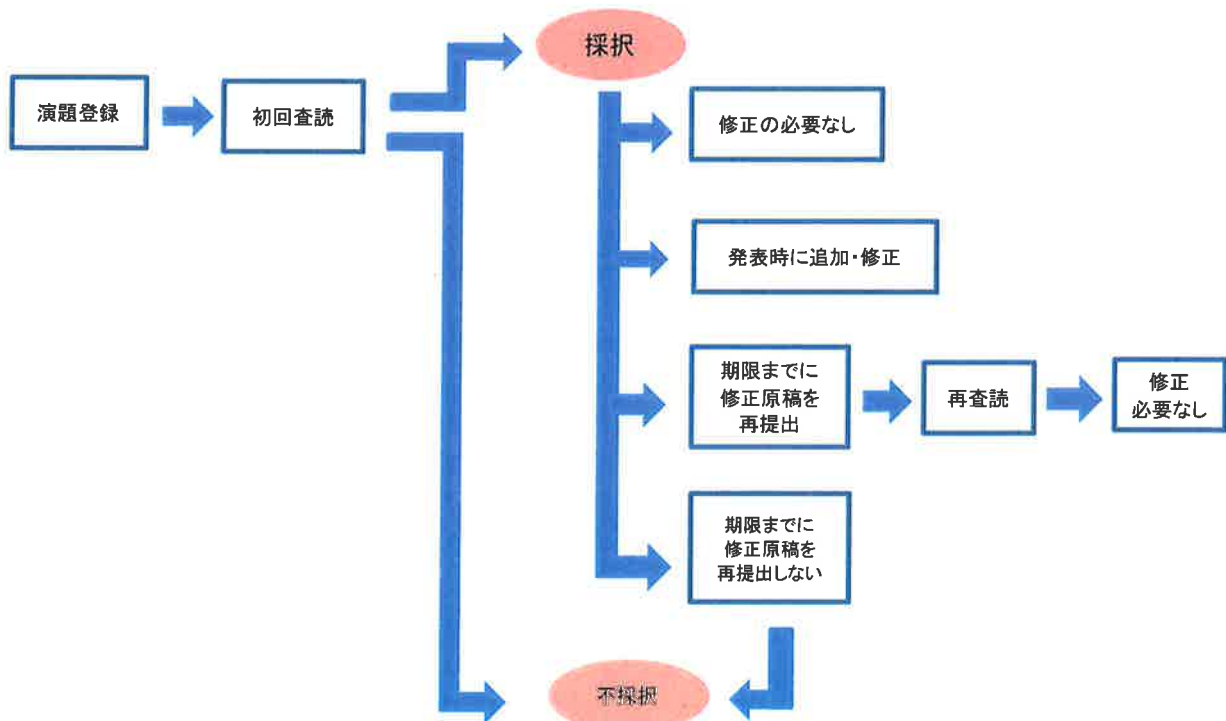 採択
演題登録
初回査読
修正の必要なし
発表時に追加・修正
期限までに
修正原稿を
再提出
再査読
修正
必要なし
期限までに
修正原稿を
再提出しない
不採択